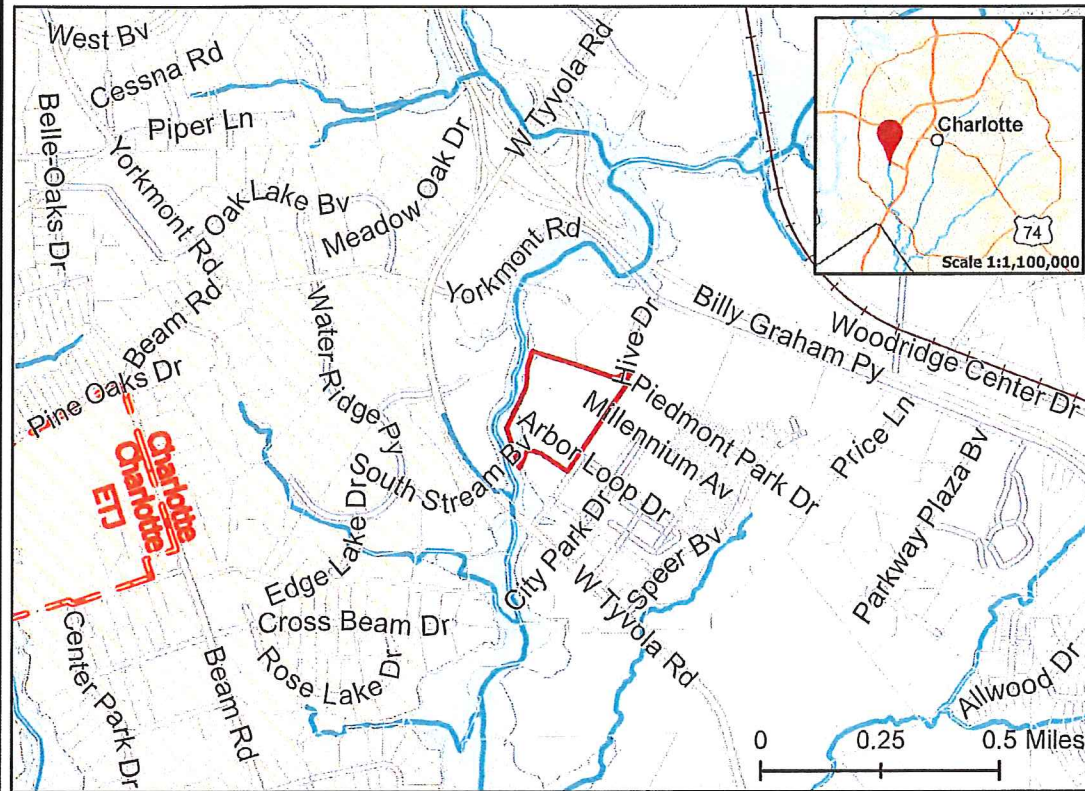 West Bv
Cessna Rd
Piper Ln
Belle-Oaks Dr
Yorkmont Rd
Oak Lake Bv
Meadow Oak Dr
W Tyvola Rd
Charlotte
74
Scale 1:1,100,000
Yorkmont Rd
Beam Rd
Pine Oaks Dr
Water Ridge Py
Billy Graham Py
Woodridge Center Dr
Hive Dr
Piedmont Park Dr
Millennium Av
Arbor Loop Dr
South Stream Bv
Price Ln
Parkway Plaza Bv
Charlotte
Charlotte
ETJ
Edge Lake Dr
City Park Dr
Speer Bv
W Tyvola Rd
Cross Beam Dr
Rose Lake Dr
Center Park Dr
Beam Rd
Allwood Dr
0 0.25 0.5 Miles